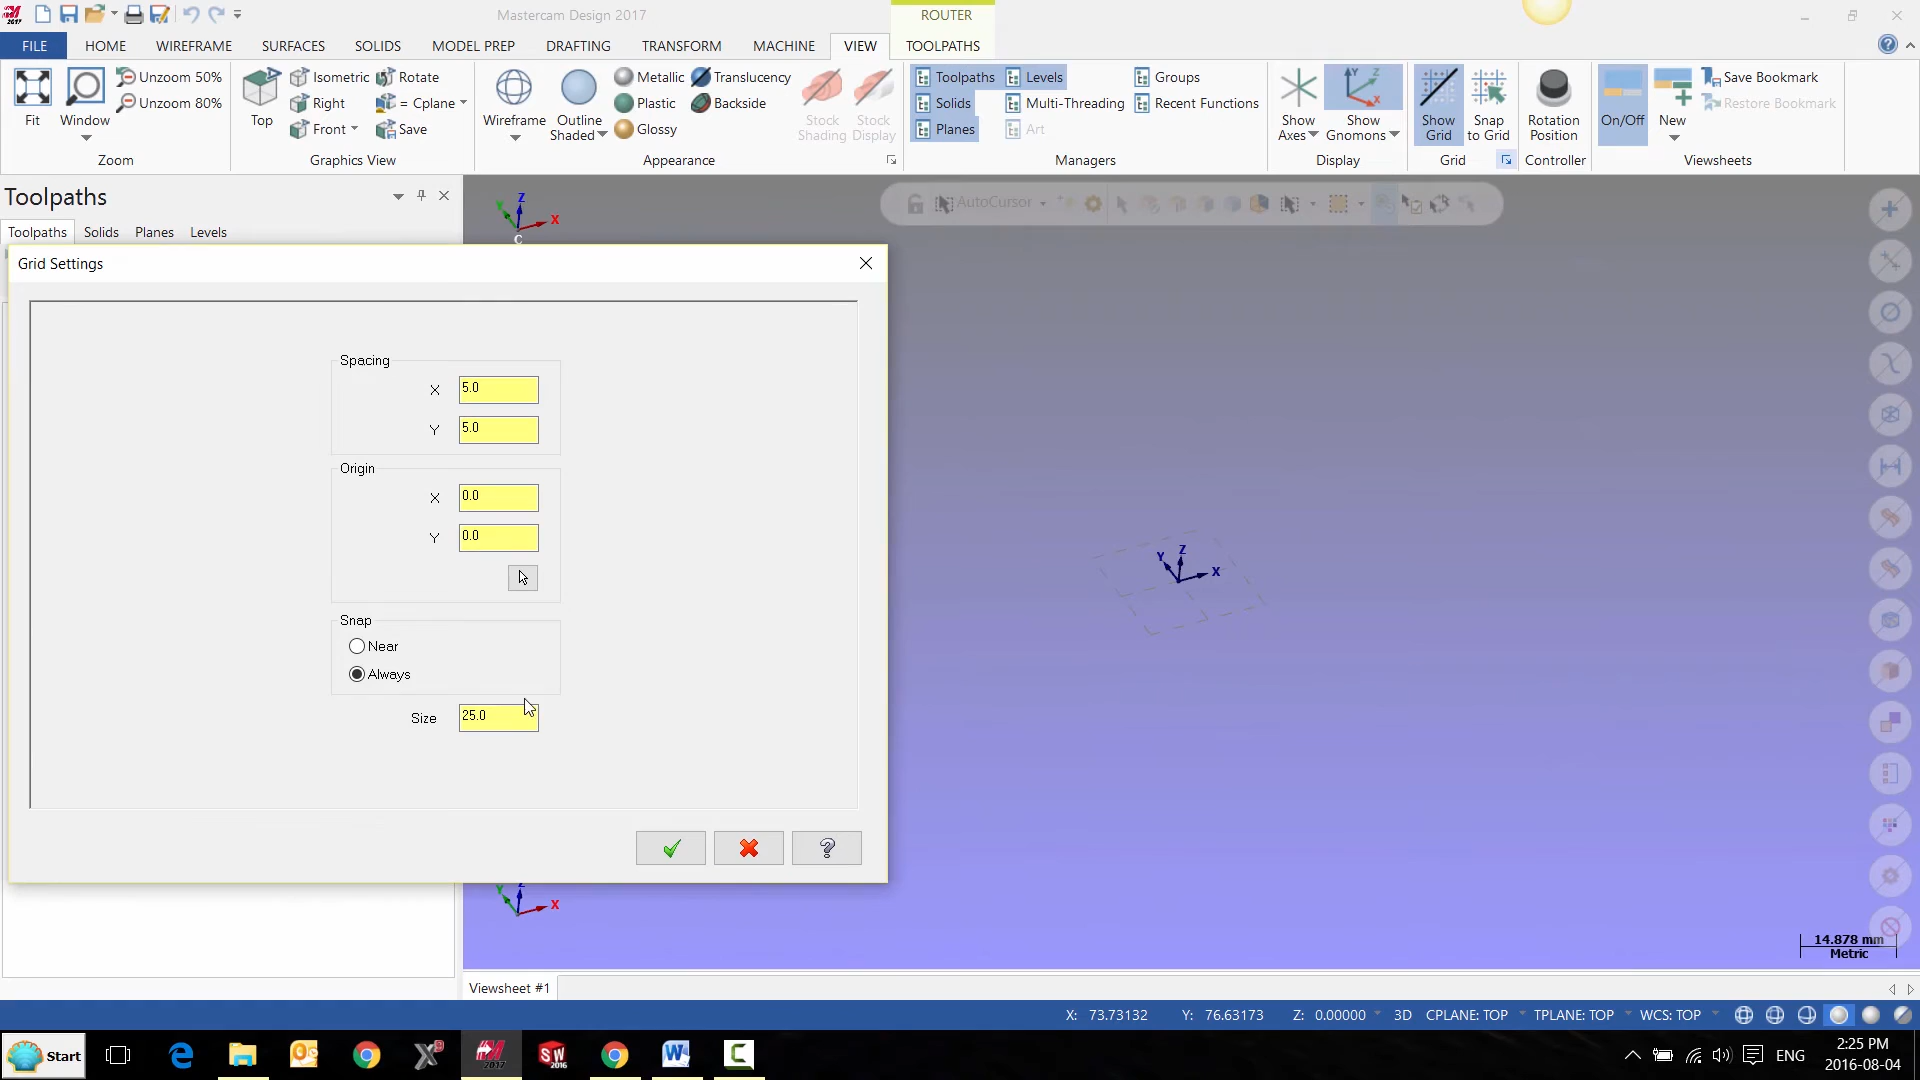 Mastercam Design 2017
ROUTER
FILE HOME WIREFRAME SURFACES SOLIDS MODEL PREP DRAFTING TRANSFORM MACHINE VIEW TOOLPATHS
Fit
Window
Unzoom 50%
Unzoom 80%
Zoom
Top
Isometric
Right
Front
Rotate
= Cplane
Save
Graphics View
Wireframe
Outline
Shaded
Metallic
Plastic
Glossy
Translucency
Backside
Stock
Shading
Stock
Display
Appearance
Toolpaths
Solids
Planes
Levels
Multi-Threading
Art
Groups
Recent Functions
Managers
Show
Axes
Show
Gnomons
Display
Show
Grid
Snap
to Grid
Grid
Rotation
Position
Controller
On/Off
New
Save Bookmark
Restore Bookmark
Viewsheets
Toolpaths
Toolpaths Solids Planes Levels
Y Z X
C
AutoCursor
Grid Settings
Spacing
X 5.0
Y 5.0
Origin
X 0.0
Y 0.0
Snap
Near
Always
Size 25.0
Y Z X
Y Z X
14.878 mm
Metric
Viewsheet #1
X: 73.73132 Y: 76.63173 Z: 0.00000 3D CPLANE: TOP TPLANE: TOP WCS: TOP
Start
ENG
2:25 PM
2016-08-04